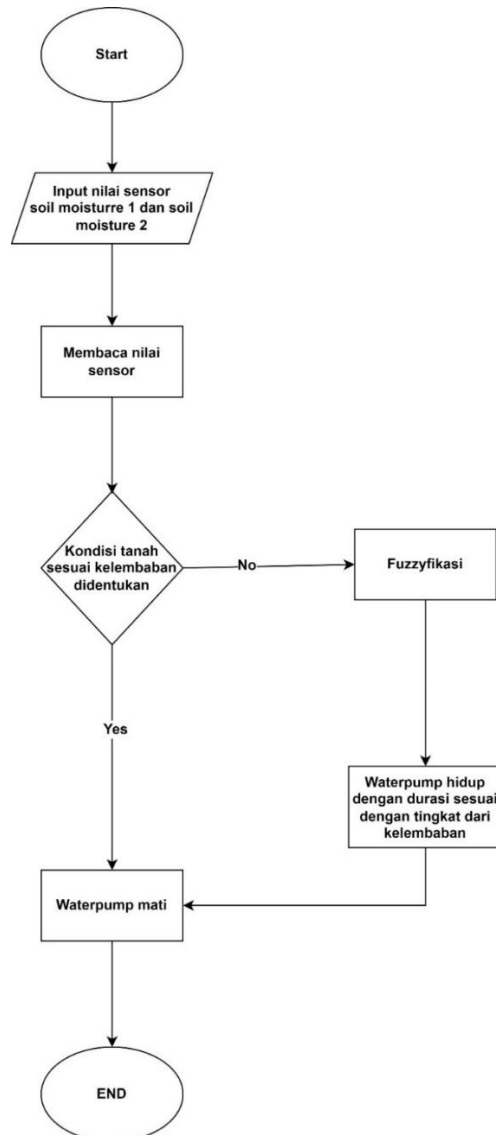 Start
Input nilai sensor
soil moisturre 1 dan soil
moisture 2
Membaca nilai
sensor
Kondisi tanah
sesuai kelembaban
didentukan
No
Fuzzyfikasi
Yes
Waterpump hidup
dengan durasi sesuai
dengan tingkat dari
kelembaban
Waterpump mati
END